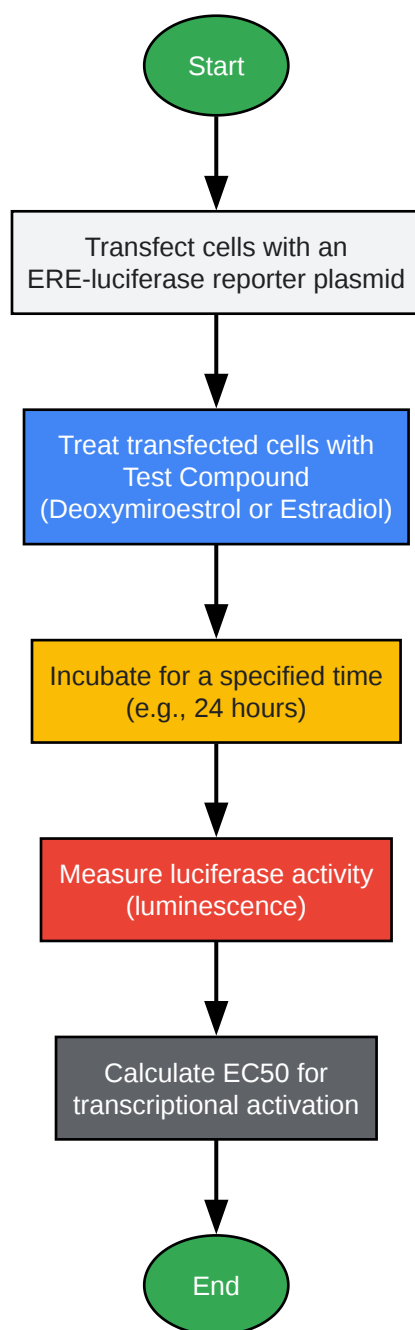 Start
Transfect cells with an
ERE-luciferase reporter plasmid
Treat transfected cells with
Test Compound
(Deoxymiroestrol or Estradiol)
Incubate for a specified time
(e.g., 24 hours)
Measure luciferase activity
(luminescence)
Calculate EC50 for
transcriptional activation
End